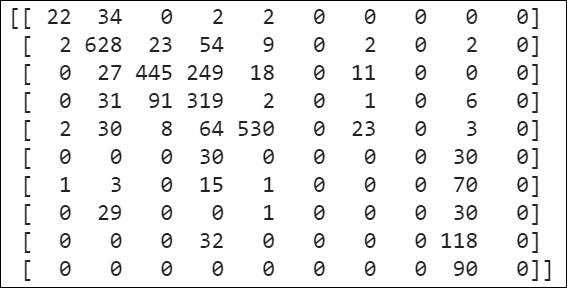 [[ 22 34 0 2 2 0 0 0 0 0]
[ 2 628 23 54 9 0 2 0 2 0]
[ 0 27 445 249 18 0 11 0 0 0]
[ 0 31 91 319 2 0 1 0 6 0]
[ 2 30 8 64 530 0 23 0 3 0]
[ 0 0 0 30 0 0 0 0 30 0]
[ 1 3 0 15 1 0 0 0 70 0]
[ 0 29 0 0 1 0 0 0 30 0]
[ 0 0 0 32 0 0 0 0 118 0]
[ 0 0 0 0 0 0 0 0 90 0]]